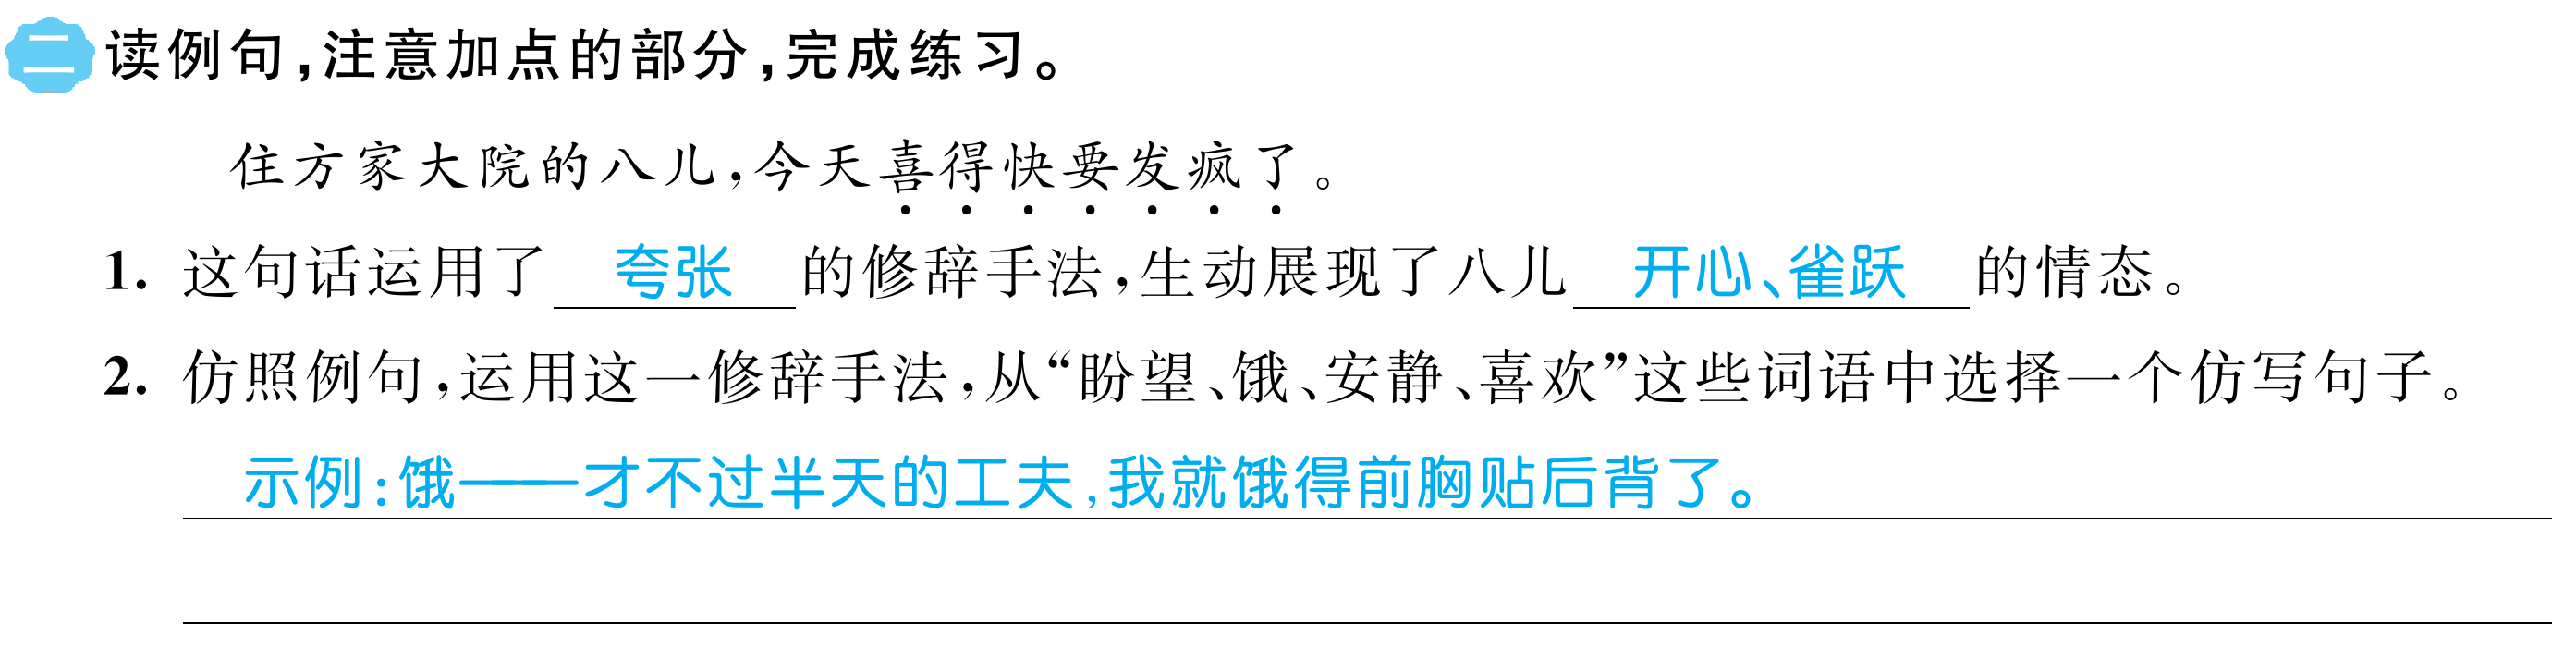 二 读例句,注意加点的部分,完成练习。
住方家大院的八儿,今天喜得快要发疯了。
1. 这句话运用了 夸张 的修辞手法,生动展现了八儿 开心、雀跃 的情态。
2. 仿照例句,运用这一修辞手法,从“盼望、饿、安静、喜欢”这些词语中选择一个仿写句子。
示例:饿——才不过半天的工夫,我就饿得前胸贴后背了。